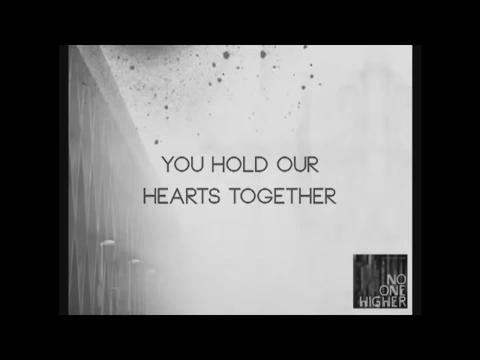 YOU HOLD OUR
HEARTS TOGETHER
NO
ONE
HIGHER